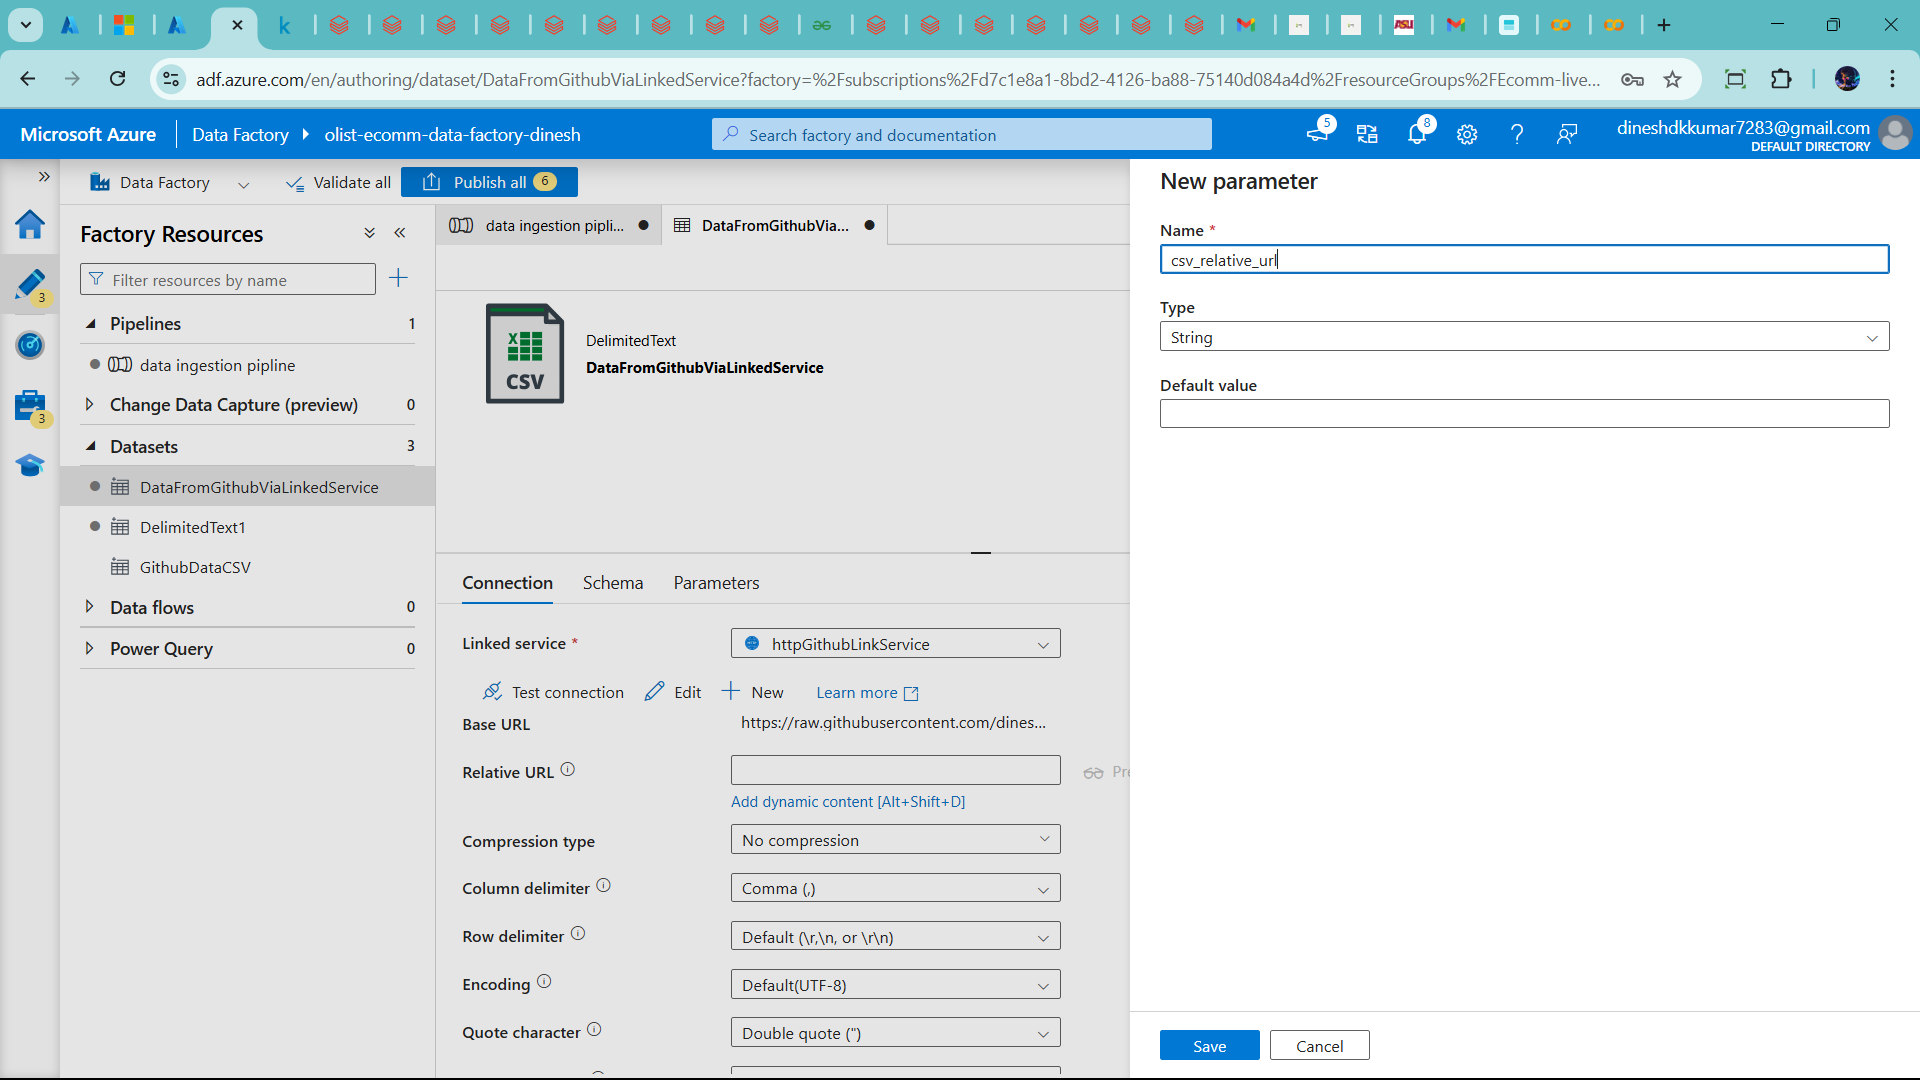 adf.azure.com/en/authoring/dataset/DataFromGithubViaLinkedService?factory=%2Fsubscriptions%2Fd7c1e8a1-8bd2-4126-ba88-75140d084a4d%2FresourceGroups%2FEcomm-live...
Microsoft Azure
Data Factory
olist-ecomm-data-factory-dinesh
Search factory and documentation
5
8
dineshdkkumar7283@gmail.com
DEFAULT DIRECTORY
Data Factory
Validate all
Publish all 6
3
3
Factory Resources
Filter resources by name
Pipelines 1
data ingestion pipline
Change Data Capture (preview) 0
Datasets 3
DataFromGithubViaLinkedService
DelimitedText1
GithubDataCSV
Data flows 0
Power Query 0
data ingestion pipli...
DataFromGithubVia...
CSV
DelimitedText
DataFromGithubViaLinkedService
Connection
Schema
Parameters
Linked service *
httpGithubLinkService
Test connection
Edit
New
Learn more
Base URL
https://raw.githubusercontent.com/dines...
Relative URL
Add dynamic content [Alt+Shift+D]
Compression type
No compression
Column delimiter
Comma (,)
Row delimiter
Default (\r,\n, or \r\n)
Encoding
Default(UTF-8)
Quote character
Double quote (")
New parameter
Name *
csv_relative_url
Type
String
Default value
Save
Cancel